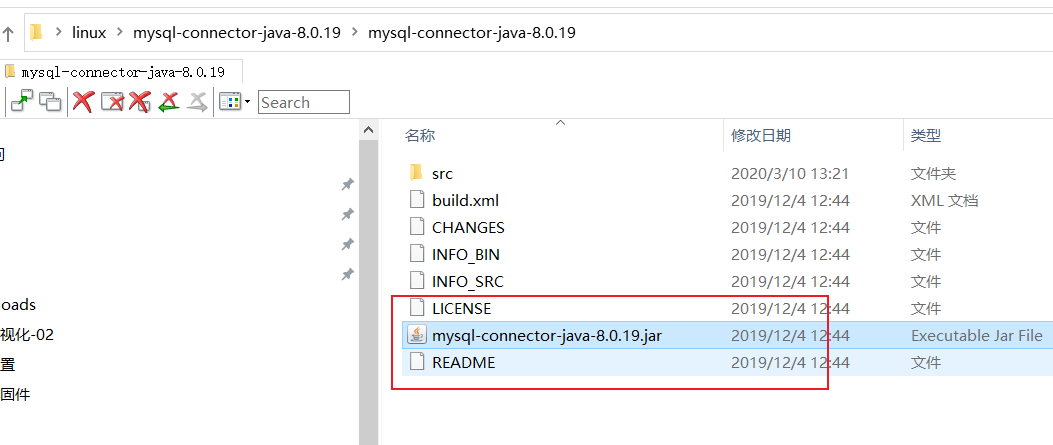 linux > mysql-connector-java-8.0.19 > mysql-connector-java-8.0.19
mysql-connector-java-8.0.19
Search
名称 修改日期 类型
src 2020/3/10 13:21 文件夹
build.xml 2019/12/4 12:44 XML 文档
CHANGES 2019/12/4 12:44 文件
INFO_BIN 2019/12/4 12:44 文件
INFO_SRC 2019/12/4 12:44 文件
oads
LICENSE 2019/12/4 12:44 文件
视化-02
mysql-connector-java-8.0.19.jar 2019/12/4 12:44 Executable Jar File
置
README 2019/12/4 12:44 文件
固件